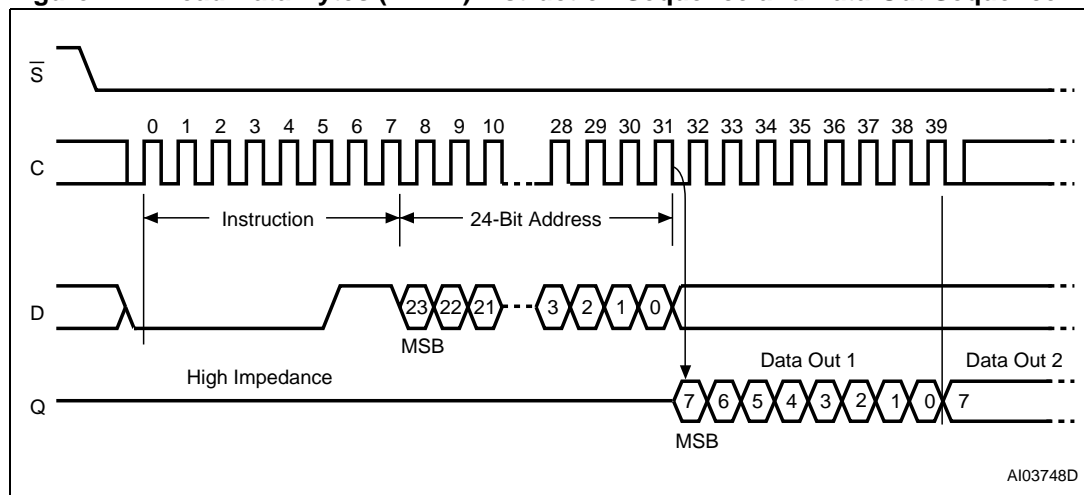 S
0 1 2 3 4 5 6 7 8 9 10 28 29 30 31 32 33 34 35 36 37 38 39
C
Instruction 24-Bit Address
D 23 22 21 3 2 1 0
MSB
High Impedance Data Out 1 Data Out 2
Q 7 6 5 4 3 2 1 0 7
MSB
AI03748D